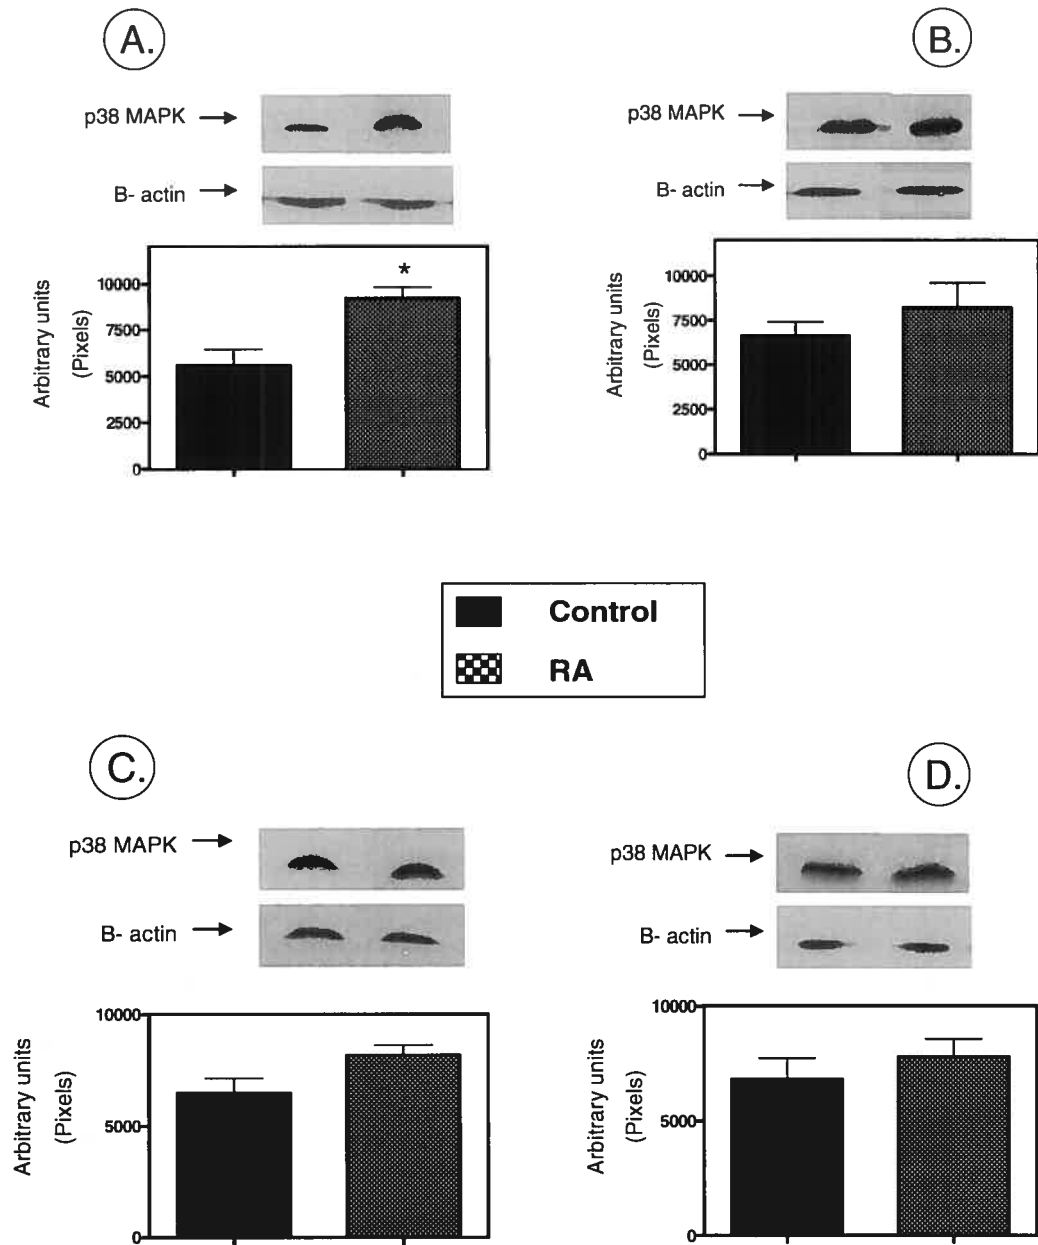 A.
p38 MAPK
B- actin
Arbitrary units
(Pixels)
10000
7500
5000
2500
0
*
B.
p38 MAPK
B- actin
Arbitrary units
(Pixels)
10000
7500
5000
2500
0
Control
RA
C.
p38 MAPK
B- actin
Arbitrary units
(Pixels)
10000
5000
0
D.
p38 MAPK
B- actin
Arbitrary units
(Pixels)
10000
5000
0